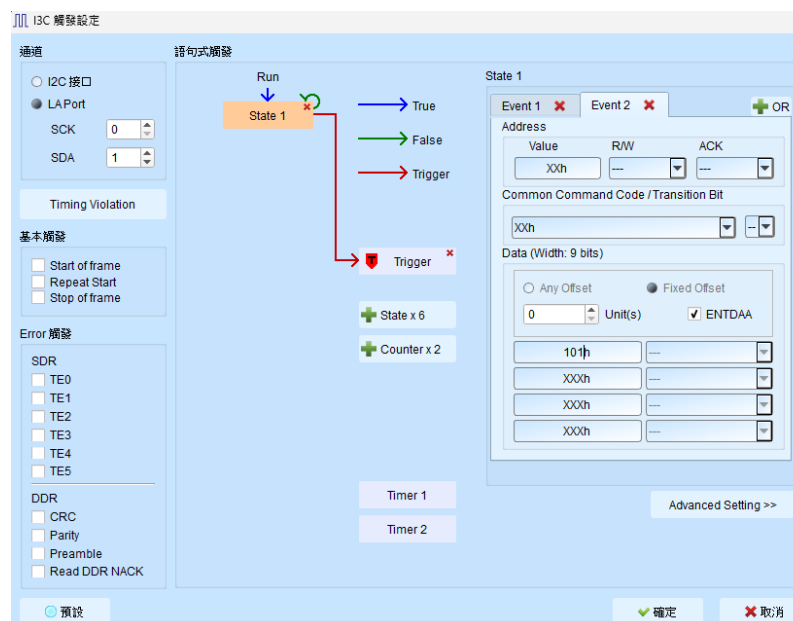 I3C 觸發設定
通道
I2C 接口
LA Port
SCK 0
SDA 1
Timing Violation
基本觸發
Start of frame
Repeat Start
Stop of frame
Error 觸發
SDR
TE0
TE1
TE2
TE3
TE4
TE5
DDR
CRC
Parity
Preamble
Read DDR NACK
預設
語句式觸發
Run
State 1
True
False
Trigger
T Trigger
State x 6
Counter x 2
Timer 1
Timer 2
State 1
Event 1 Event 2 OR
Address
Value R/W ACK
XXh --- ---
Common Command Code / Transition Bit
XXh --
Data (Width: 9 bits)
Any Offset Fixed Offset
0 Unit(s) ENTDAA
101h ---
XXXh ---
XXXh ---
XXXh ---
Advanced Setting >>
確定 取消